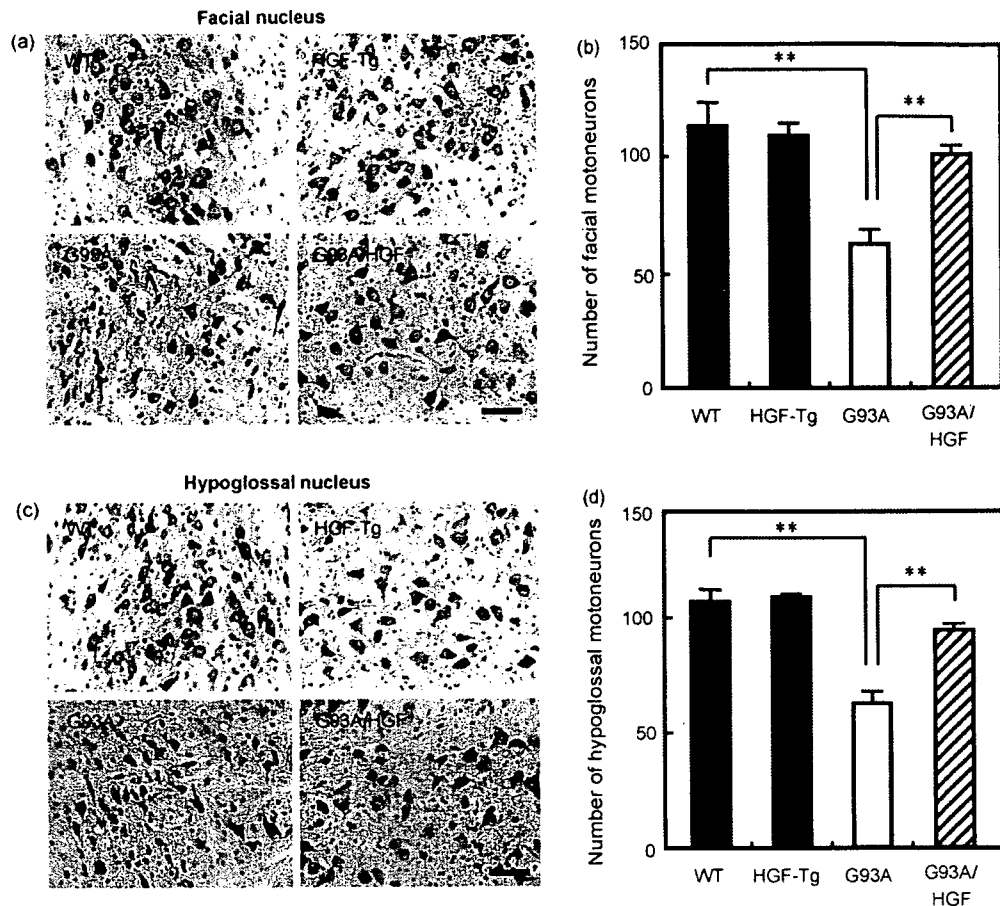 Facial nucleus
(a)
WT
HGF-Tg
G93A
G93A/HGF
(b)
Number of facial motoneurons
150
100
50
0
**
**
WT
HGF-Tg
G93A
G93A/
HGF
Hypoglossal nucleus
(c)
WT
HGF-Tg
G93A
G93A/HGF
(d)
Number of hypoglossal motoneurons
150
100
50
0
**
**
WT
HGF-Tg
G93A
G93A/
HGF